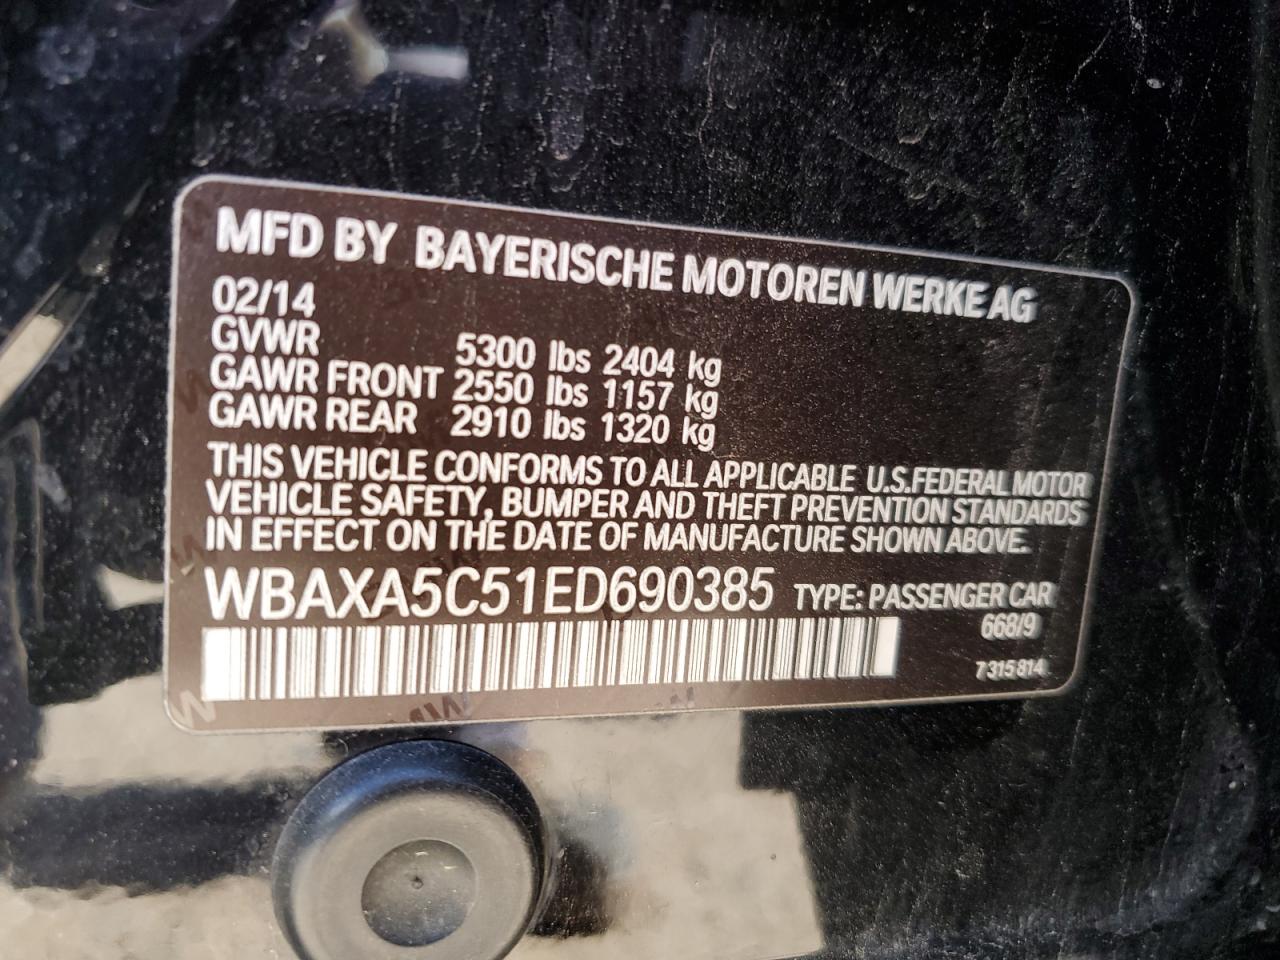 MFD BY BAYERISCHE MOTOREN WERKE AG
02/14
GVWR 5300 lbs 2404 kg
GAWR FRONT 2550 lbs 1157 kg
GAWR REAR 2910 lbs 1320 kg
THIS VEHICLE CONFORMS TO ALL APPLICABLE U.S.FEDERAL MOTOR
VEHICLE SAFETY, BUMPER AND THEFT PREVENTION STANDARDS
IN EFFECT ON THE DATE OF MANUFACTURE SHOWN ABOVE.
WBAXA5C51ED690385 TYPE: PASSENGER CAR
668/9
7 315 814